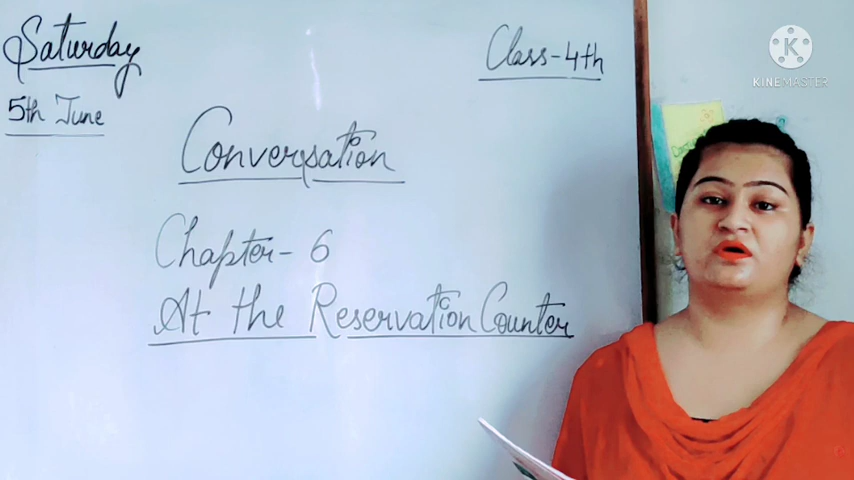 Saturday
5th June
Class-4th
K
KINEMASTER
Conversation
Chapter-6
At the Reservation Counter